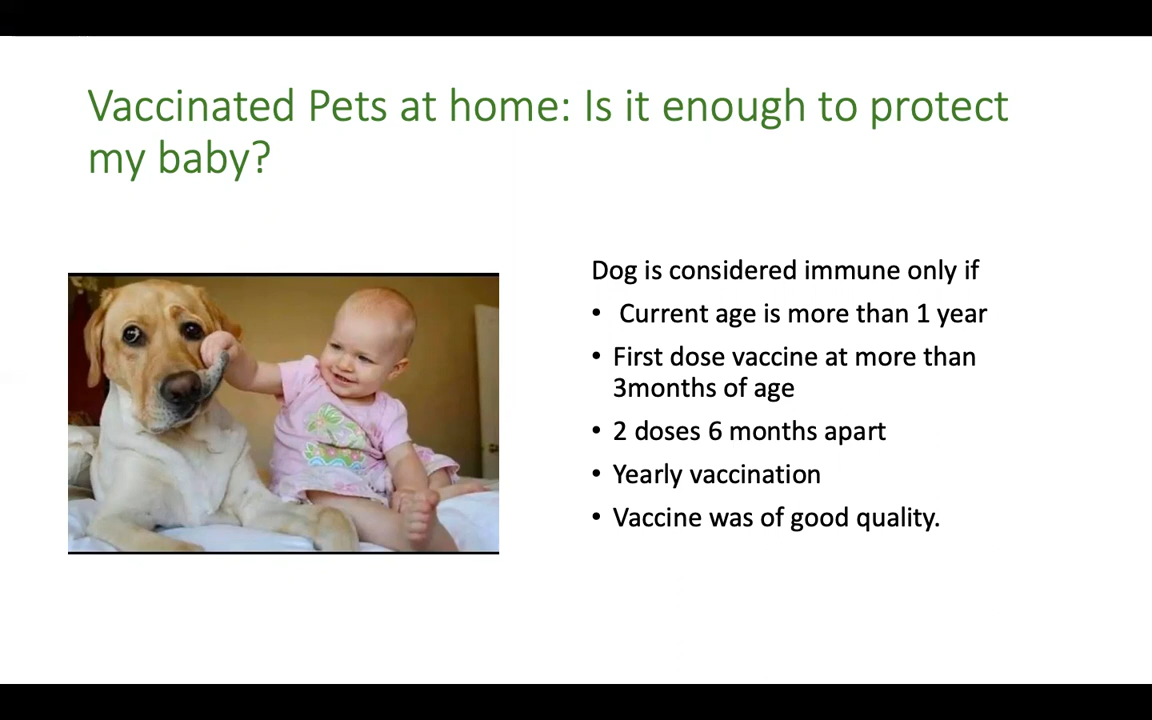 Vaccinated Pets at home: Is it enough to protect
my baby?
Dog is considered immune only if
• Current age is more than 1 year
• First dose vaccine at more than
3months of age
• 2 doses 6 months apart
• Yearly vaccination
• Vaccine was of good quality.